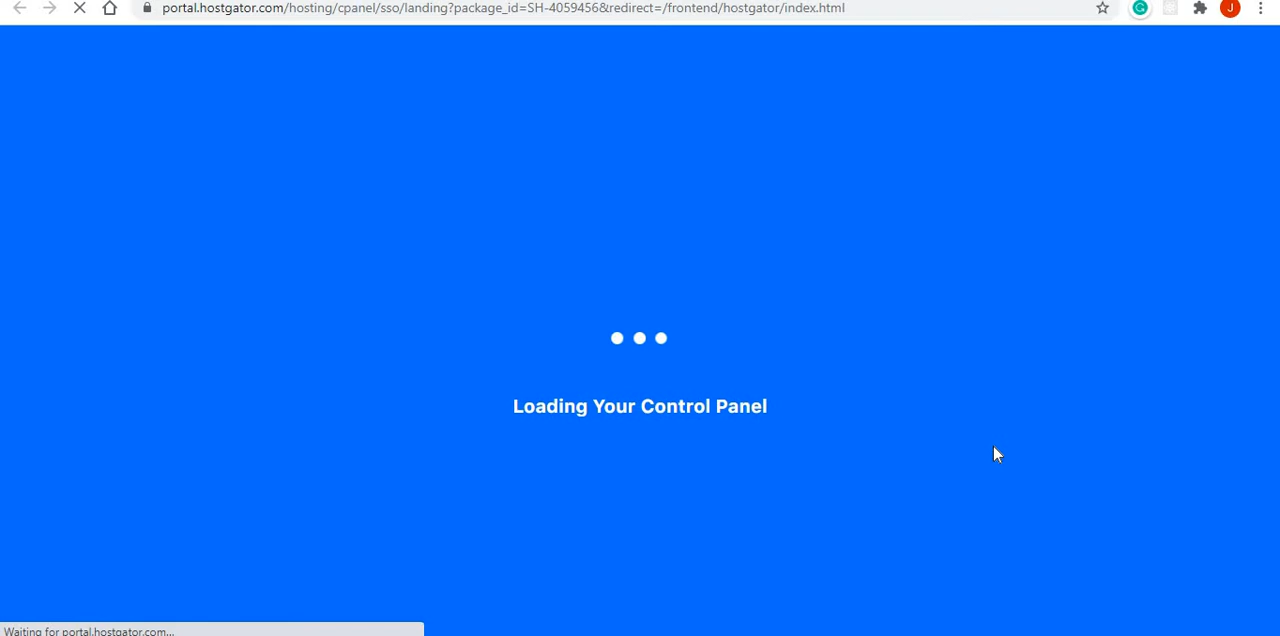 portal.hostgator.com/hosting/cpanel/sso/landing?package_id=SH-4059456&redirect=/frontend/hostgator/index.html
G
J
Loading Your Control Panel
Waiting for portal.hostgator.com...